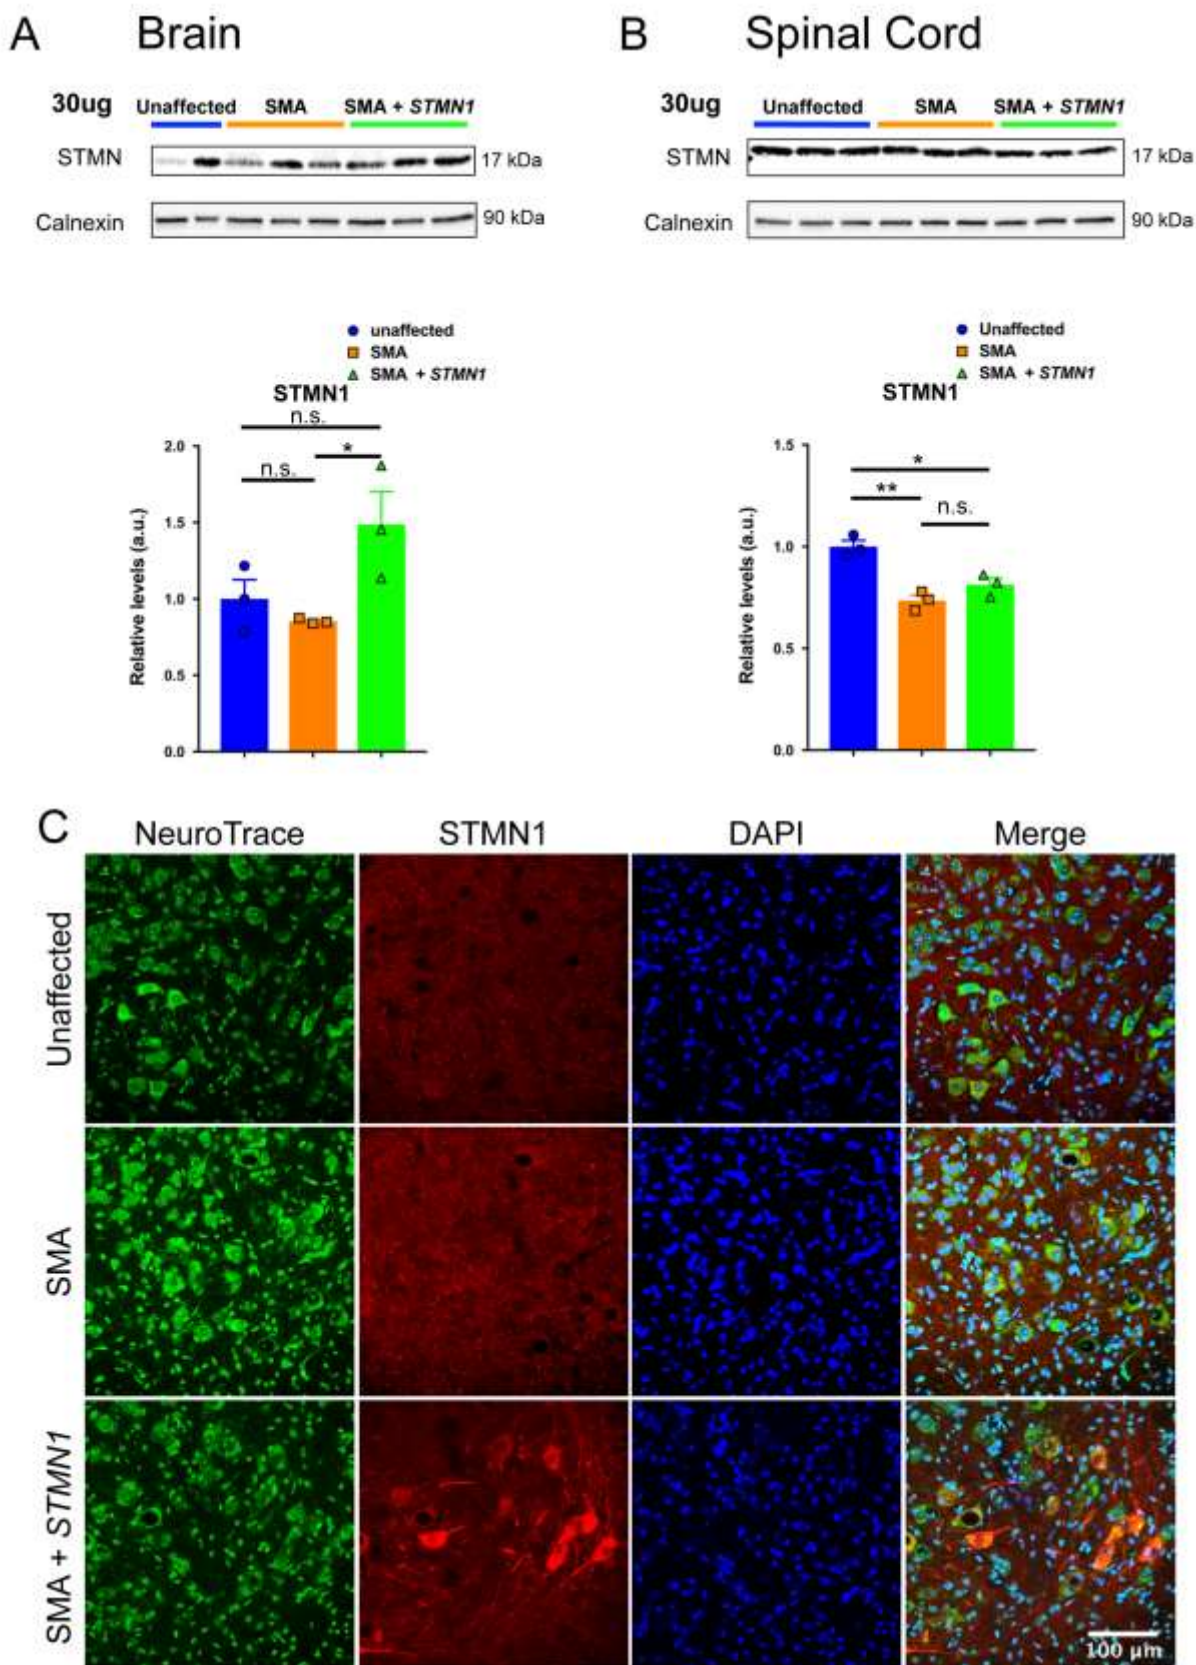 A Brain
30ug Unaffected SMA SMA + STMN1
STMN 17 kDa
Calnexin 90 kDa
unaffected
SMA
SMA + STMN1
STMN1
n.s.
*
n.s.
Relative levels (a.u.)
2.0
1.5
1.0
0.5
0.0
B Spinal Cord
30ug Unaffected SMA SMA + STMN1
STMN 17 kDa
Calnexin 90 kDa
Unaffected
SMA
SMA + STMN1
STMN1
*
**
n.s.
Relative levels (a.u.)
1.5
1.0
0.5
0.0
C NeuroTrace STMN1 DAPI Merge
Unaffected
SMA
SMA + STMN1
100 µm